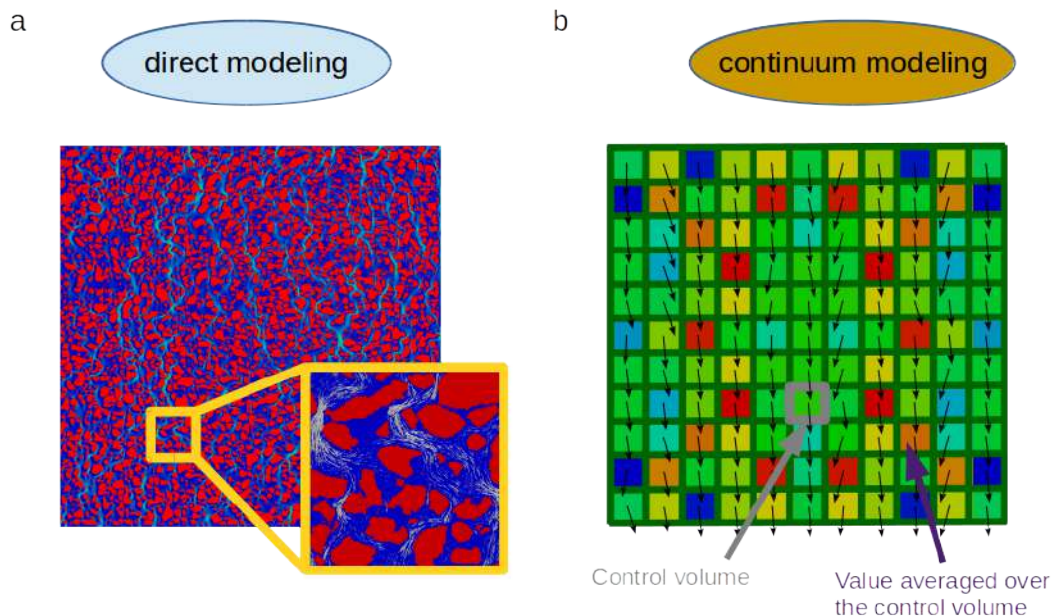 a
direct modeling
b
continuum modeling
Control volume
Value averaged over
the control volume